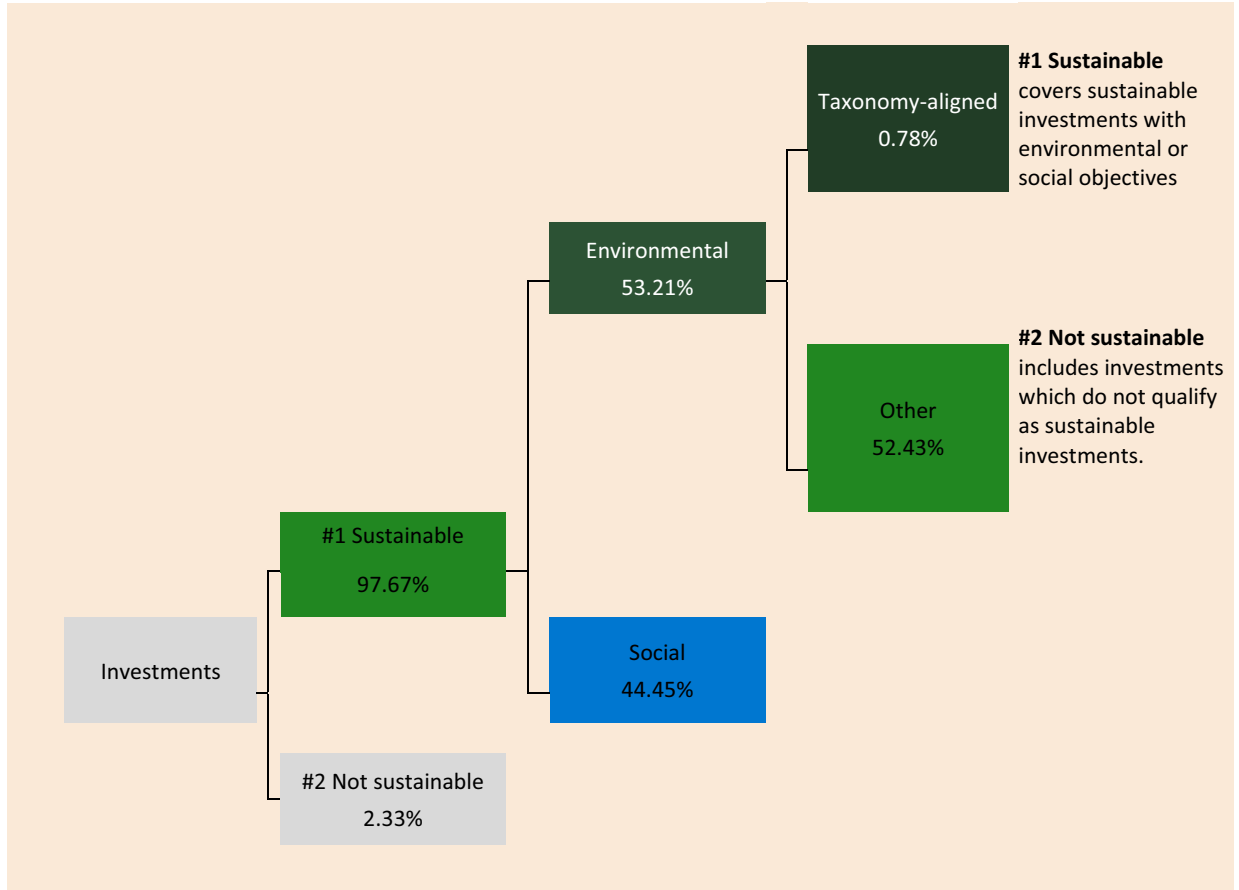 Taxonomy-aligned
0.78%
#1 Sustainable
covers sustainable
investments with
environmental or
social objectives
Environmental
53.21%
#2 Not sustainable
includes investments
which do not qualify
as sustainable
investments.
Other
52.43%
#1 Sustainable
97.67%
Investments
Social
44.45%
#2 Not sustainable
2.33%